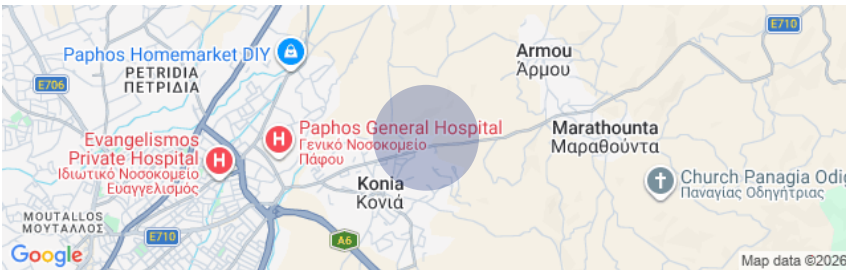 E710
Armou
Άρμου
Paphos Homemarket DIY
PETRIDIA
ΠΕΤΡΙΔΙΑ
E706
Evangelismos
Private Hospital
Ιδιωτικό Νοσοκομείο
Ευαγγελισμός
Paphos General Hospital
Γενικό Νοσοκομείο
Πάφου
Marathounta
Μαραθούντα
Konia
Κονιά
Church Panagia Odig
Παναγίας Οδηγήτριας
MOUTALLOS
ΜΟΥΤΑΛΛΟΣ
E710
A6
Google
Map data ©2026